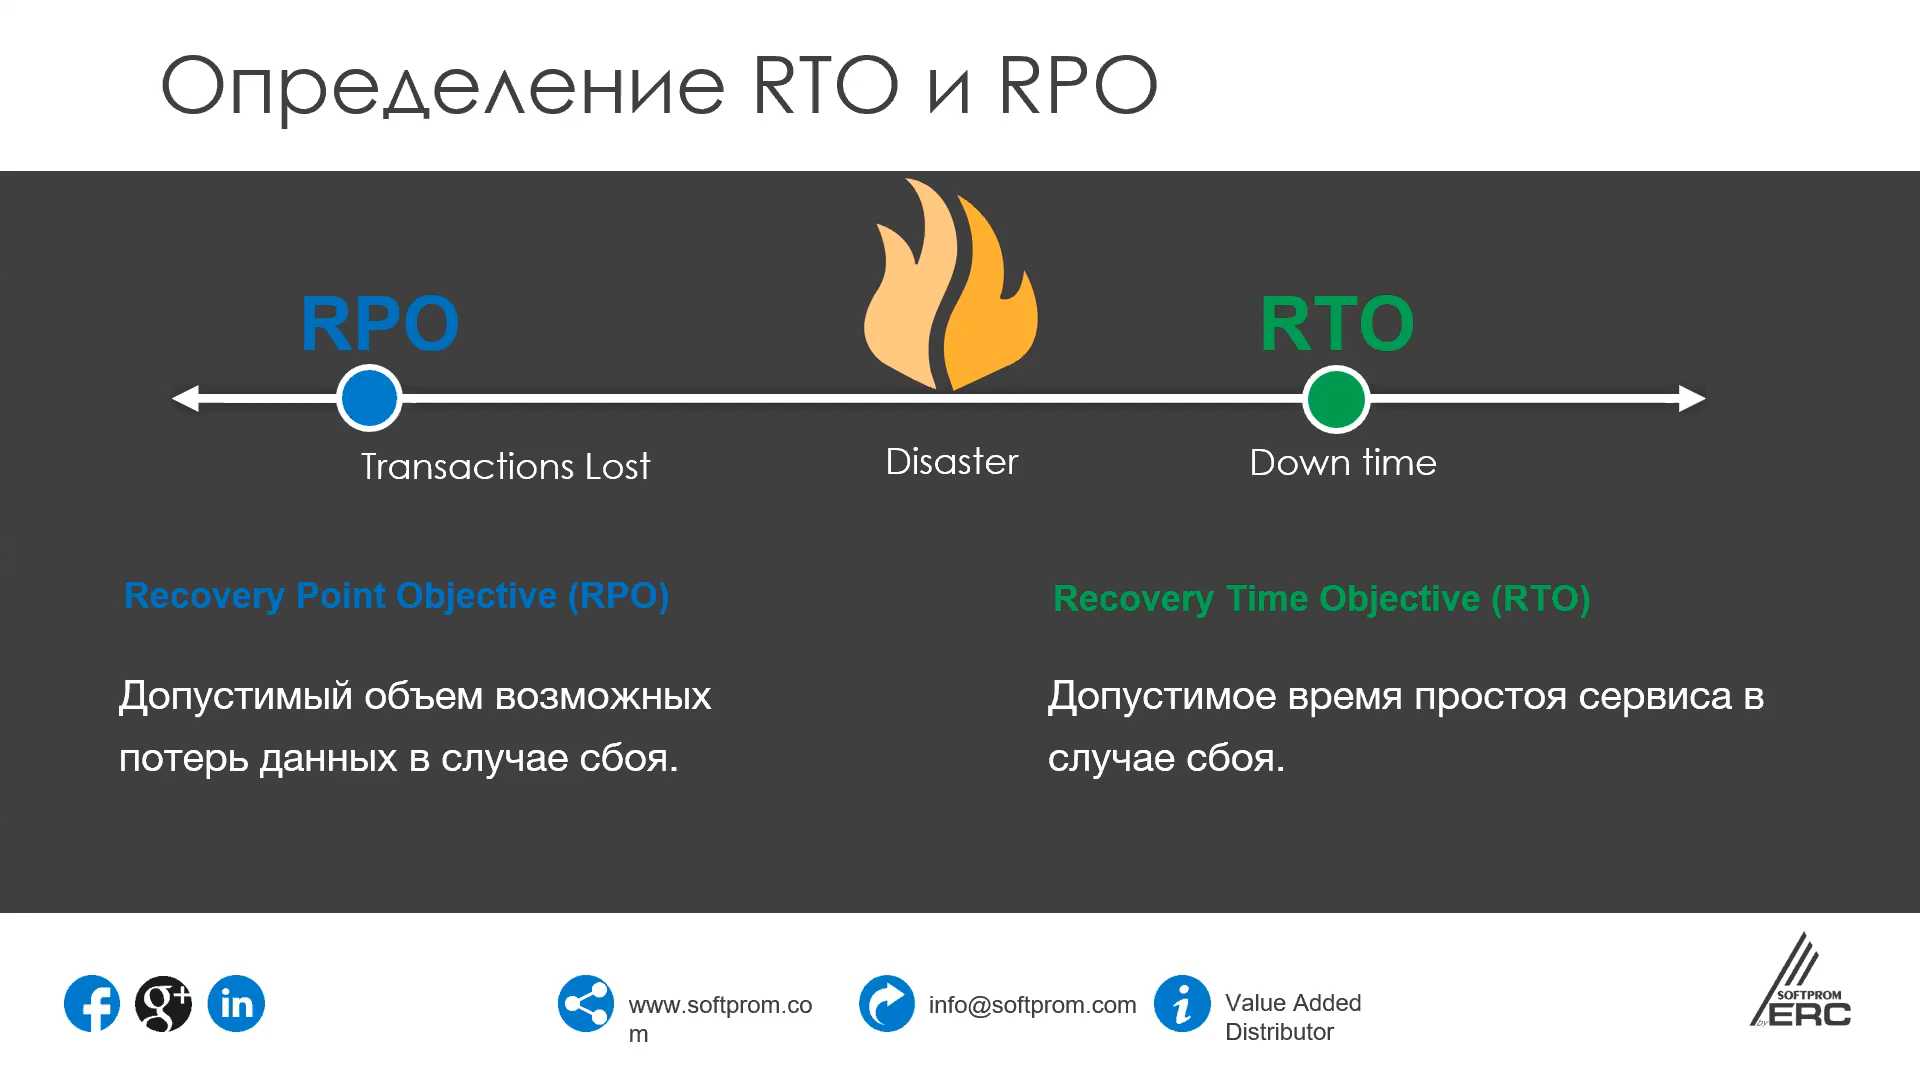 Определение RTO и RPO
RPO
RTO
Transactions Lost
Disaster
Down time
Recovery Point Objective (RPO)
Допустимый объем возможных
потерь данных в случае сбоя.
Recovery Time Objective (RTO)
Допустимое время простоя сервиса в
случае сбоя.
f
g+
in
www.softprom.co
m
info@softprom.com
i
Value Added
Distributor
SOFTPROM
by ERC